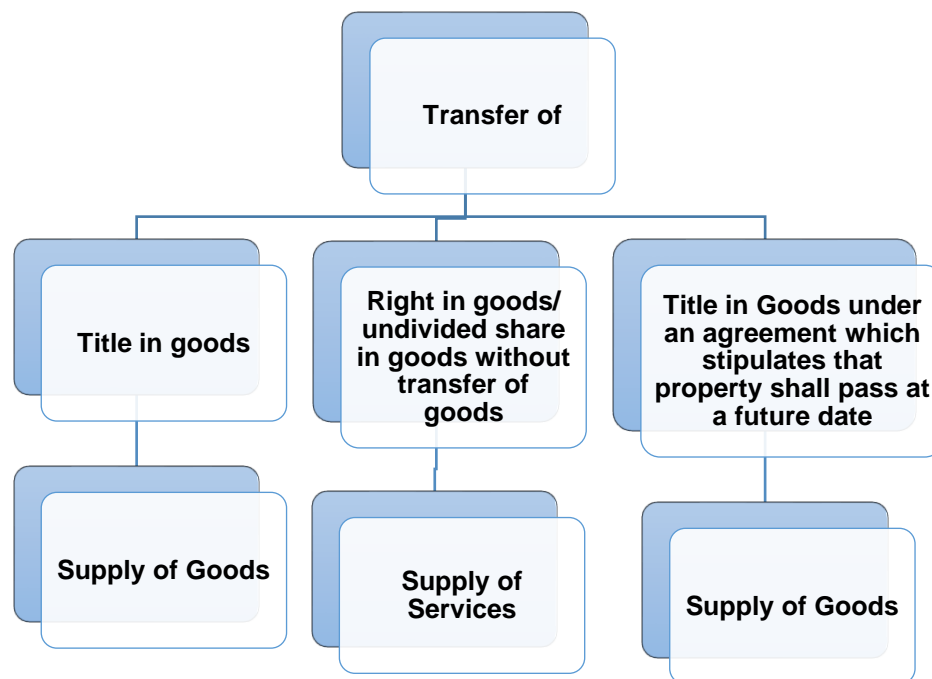 Transfer of
Title in goods
Right in goods/
undivided share
in goods without
transfer of
goods
Title in Goods under
an agreement which
stipulates that
property shall pass at
a future date
Supply of Goods
Supply of
Services
Supply of Goods